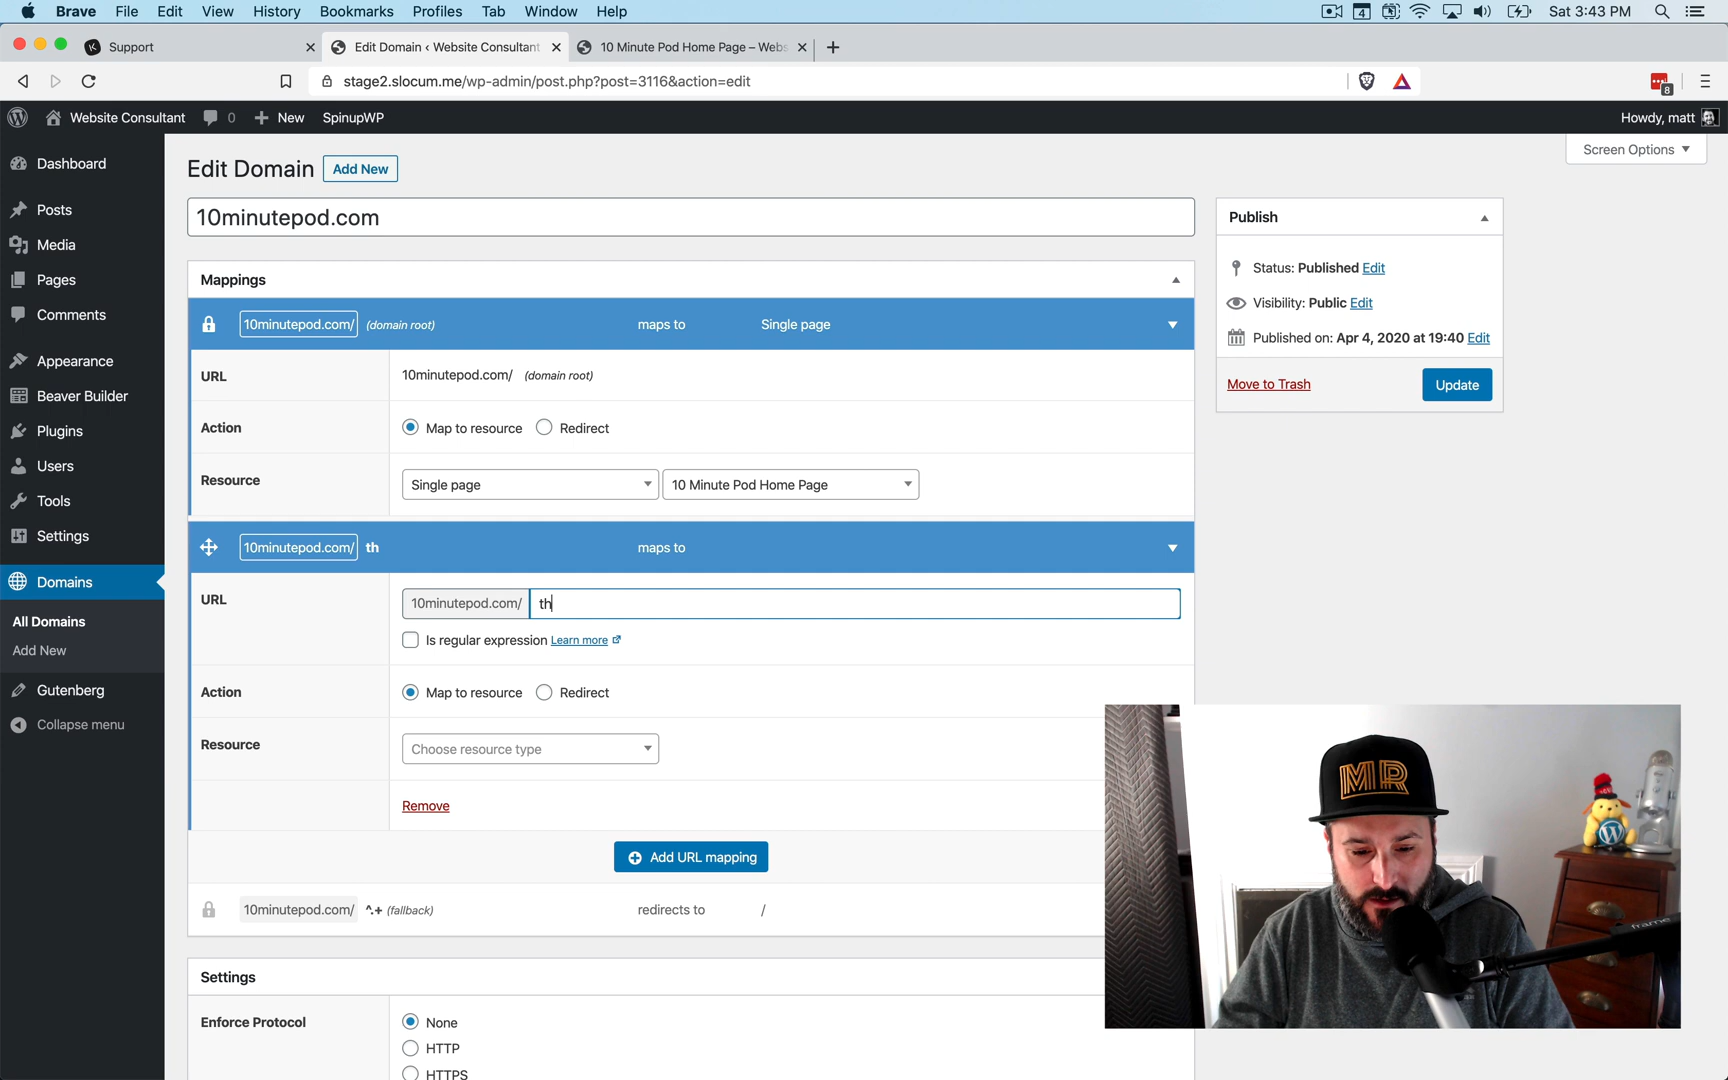 Brave File Edit View History Bookmarks Profiles Tab Window Help
4 Sat 3:43 PM
Support
Edit Domain ‹ Website Consultant
10 Minute Pod Home Page – Webs
stage2.slocum.me/wp-admin/post.php?post=3116&action=edit
8
Website Consultant 0 New SpinupWP
Howdy, matt
Screen Options
Dashboard
Posts
Media
Pages
Comments
Appearance
Beaver Builder
Plugins
Users
Tools
Settings
Domains
All Domains
Add New
Gutenberg
Collapse menu
Edit Domain Add New
10minutepod.com
Mappings
10minutepod.com/ (domain root) maps to Single page
URL 10minutepod.com/ (domain root)
Action Map to resource Redirect
Resource Single page 10 Minute Pod Home Page
10minutepod.com/ th maps to
URL 10minutepod.com/ th
Is regular expression Learn more
Action Map to resource Redirect
Resource Choose resource type
Remove
Add URL mapping
10minutepod.com/ ^.+ (fallback) redirects to /
Settings
Enforce Protocol None
HTTP
HTTPS
Publish
Status: Published Edit
Visibility: Public Edit
Published on: Apr 4, 2020 at 19:40 Edit
Move to Trash Update
MR
frame